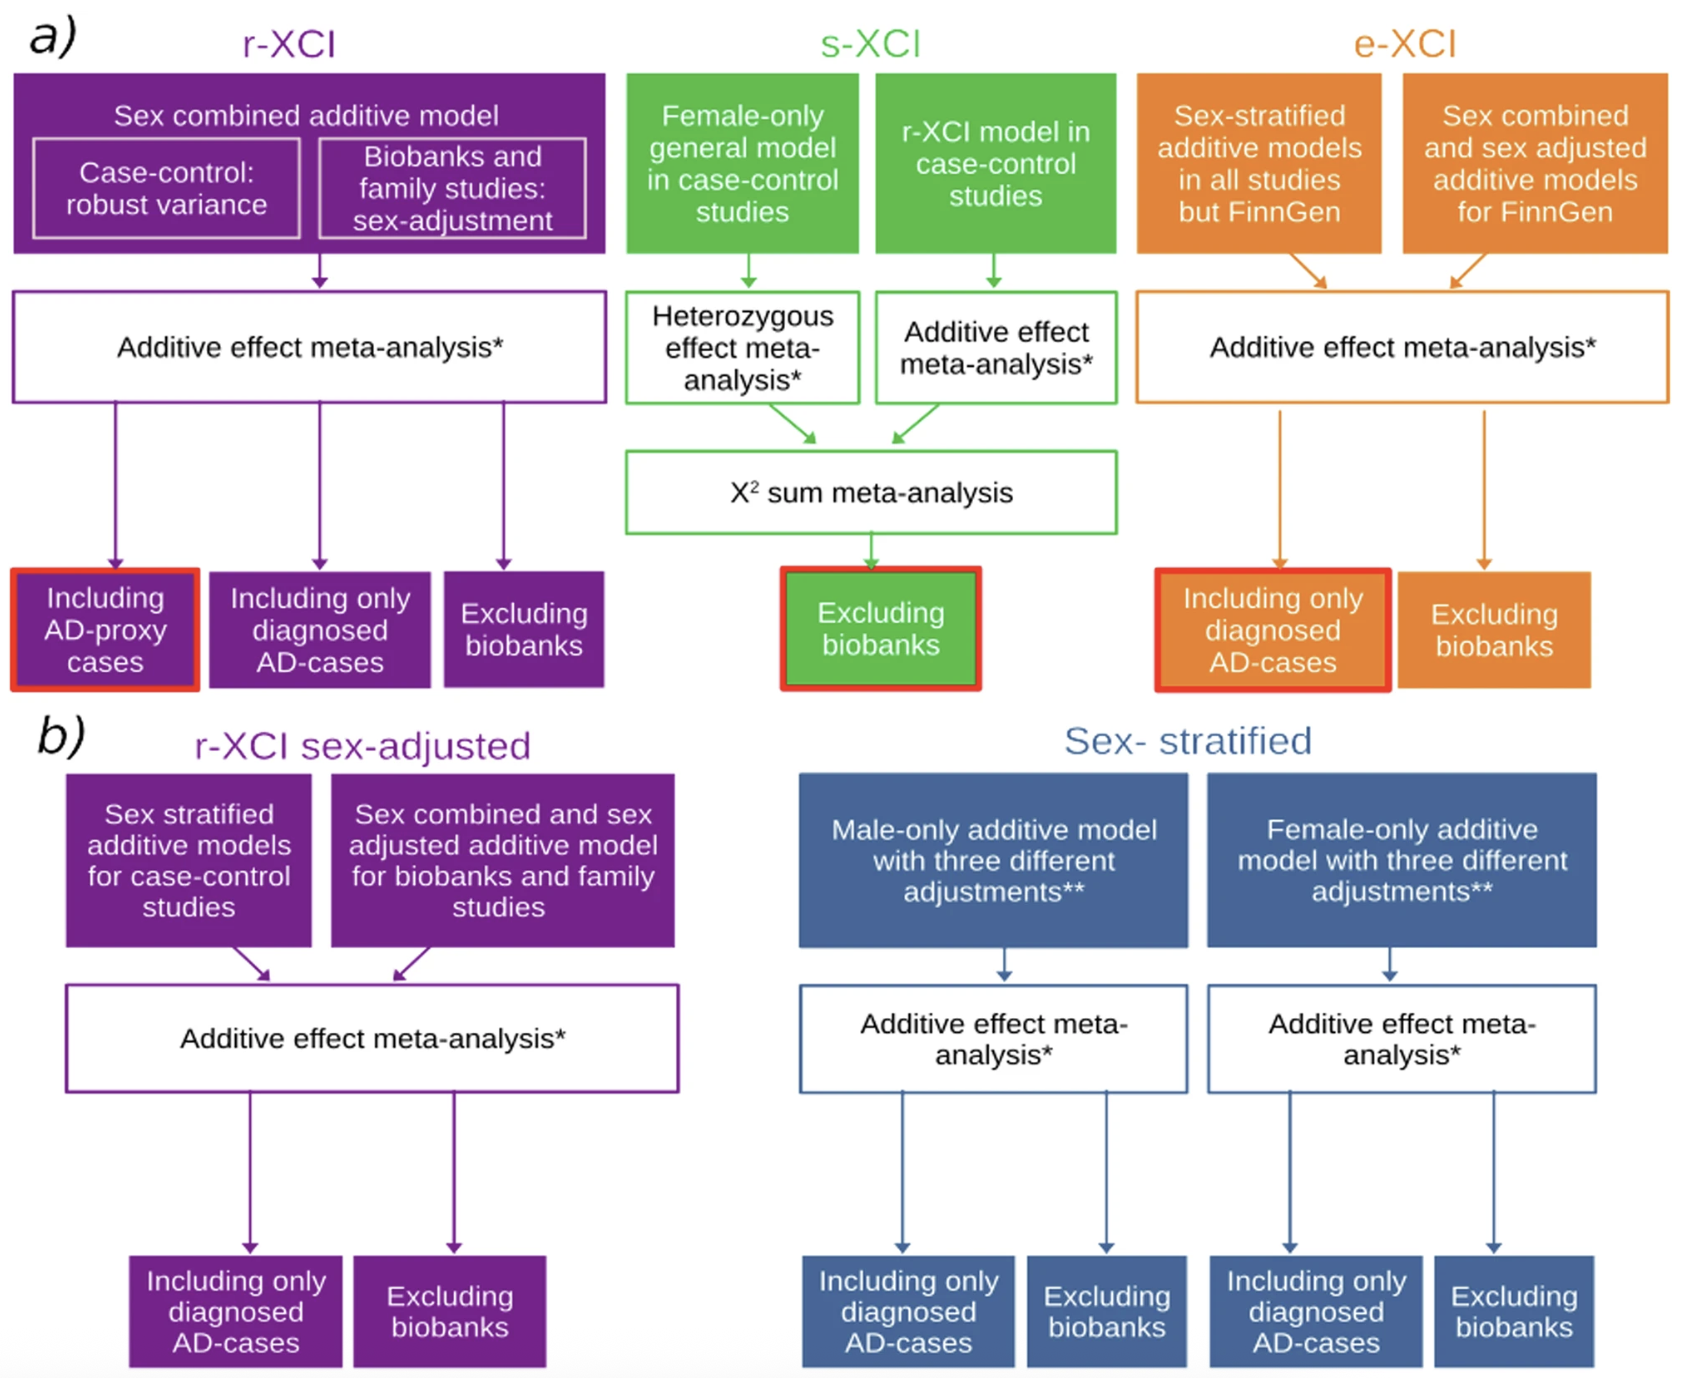 a)
r-XCI
s-XCI
e-XCI
Sex combined additive model
Case-control:
robust variance
Biobanks and
family studies:
sex-adjustment
Female-only
general model
in case-control
studies
r-XCI model in
case-control
studies
Sex-stratified
additive models
in all studies
but FinnGen
Sex combined
and sex adjusted
additive models
for FinnGen
Additive effect meta-analysis*
Heterozygous
effect meta-
analysis*
Additive effect
meta-analysis*
Additive effect meta-analysis*
X² sum meta-analysis
Including
AD-proxy
cases
Including only
diagnosed
AD-cases
Excluding
biobanks
Excluding
biobanks
Including only
diagnosed
AD-cases
Excluding
biobanks
b)
r-XCI sex-adjusted
Sex- stratified
Sex stratified
additive models
for case-control
studies
Sex combined and sex
adjusted additive model
for biobanks and family
studies
Male-only additive model
with three different
adjustments**
Female-only additive
model with three different
adjustments**
Additive effect meta-analysis*
Additive effect meta-
analysis*
Additive effect meta-
analysis*
Including only
diagnosed
AD-cases
Excluding
biobanks
Including only
diagnosed
AD-cases
Excluding
biobanks
Including only
diagnosed
AD-cases
Excluding
biobanks